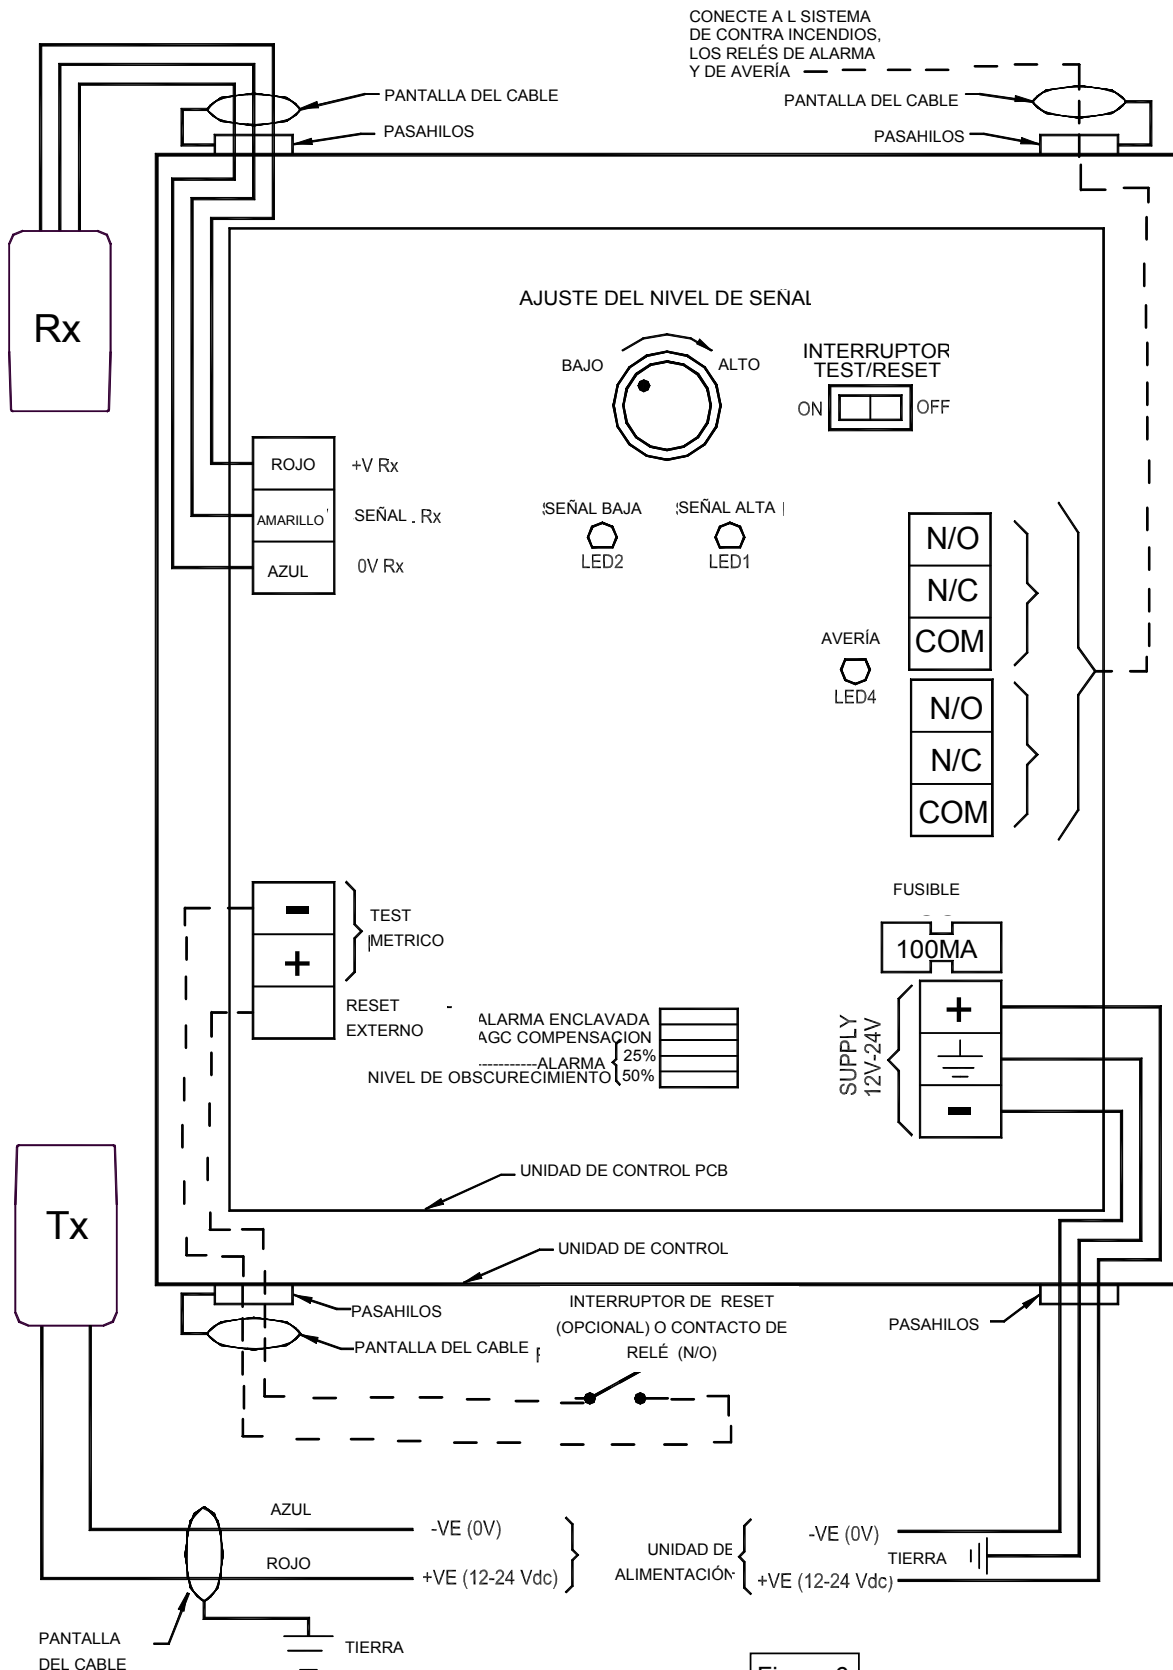 CONECTE A L SISTEMA
DE CONTRA INCENDIOS,
LOS RELÉS DE ALARMA
Y DE AVERÍA
PANTALLA DEL CABLE
PASAHILOS
PANTALLA DEL CABLE
PASAHILOS
Rx
AJUSTE DEL NIVEL DE SEÑAL
BAJO
ALTO
INTERRUPTOR
TEST/RESET
ON
OFF
ROJO
+V Rx
AMARILLO
SEÑAL . Rx
AZUL
0V Rx
SEÑAL BAJA
LED2
SEÑAL ALTA
LED1
AVERÍA
LED4
N/O
N/C
COM
N/O
N/C
COM
-
+
TEST
METRICO
RESET
EXTERNO
ALARMA ENCLAVADA
AGC COMPENSACION
-----------ALARMA
NIVEL DE OBSCURECIMIENTO
25%
50%
FUSIBLE
100MA
SUPPLY
12V-24V
+
-
UNIDAD DE CONTROL PCB
UNIDAD DE CONTROL
Tx
PASAHILOS
PANTALLA DEL CABLE
INTERRUPTOR DE RESET
(OPCIONAL) O CONTACTO DE
RELÉ (N/O)
PASAHILOS
AZUL
-VE (0V)
ROJO
+VE (12-24 Vdc)
UNIDAD DE
ALIMENTACIÓN
-VE (0V)
TIERRA
+VE (12-24 Vdc)
PANTALLA
DEL CABLE
TIERRA